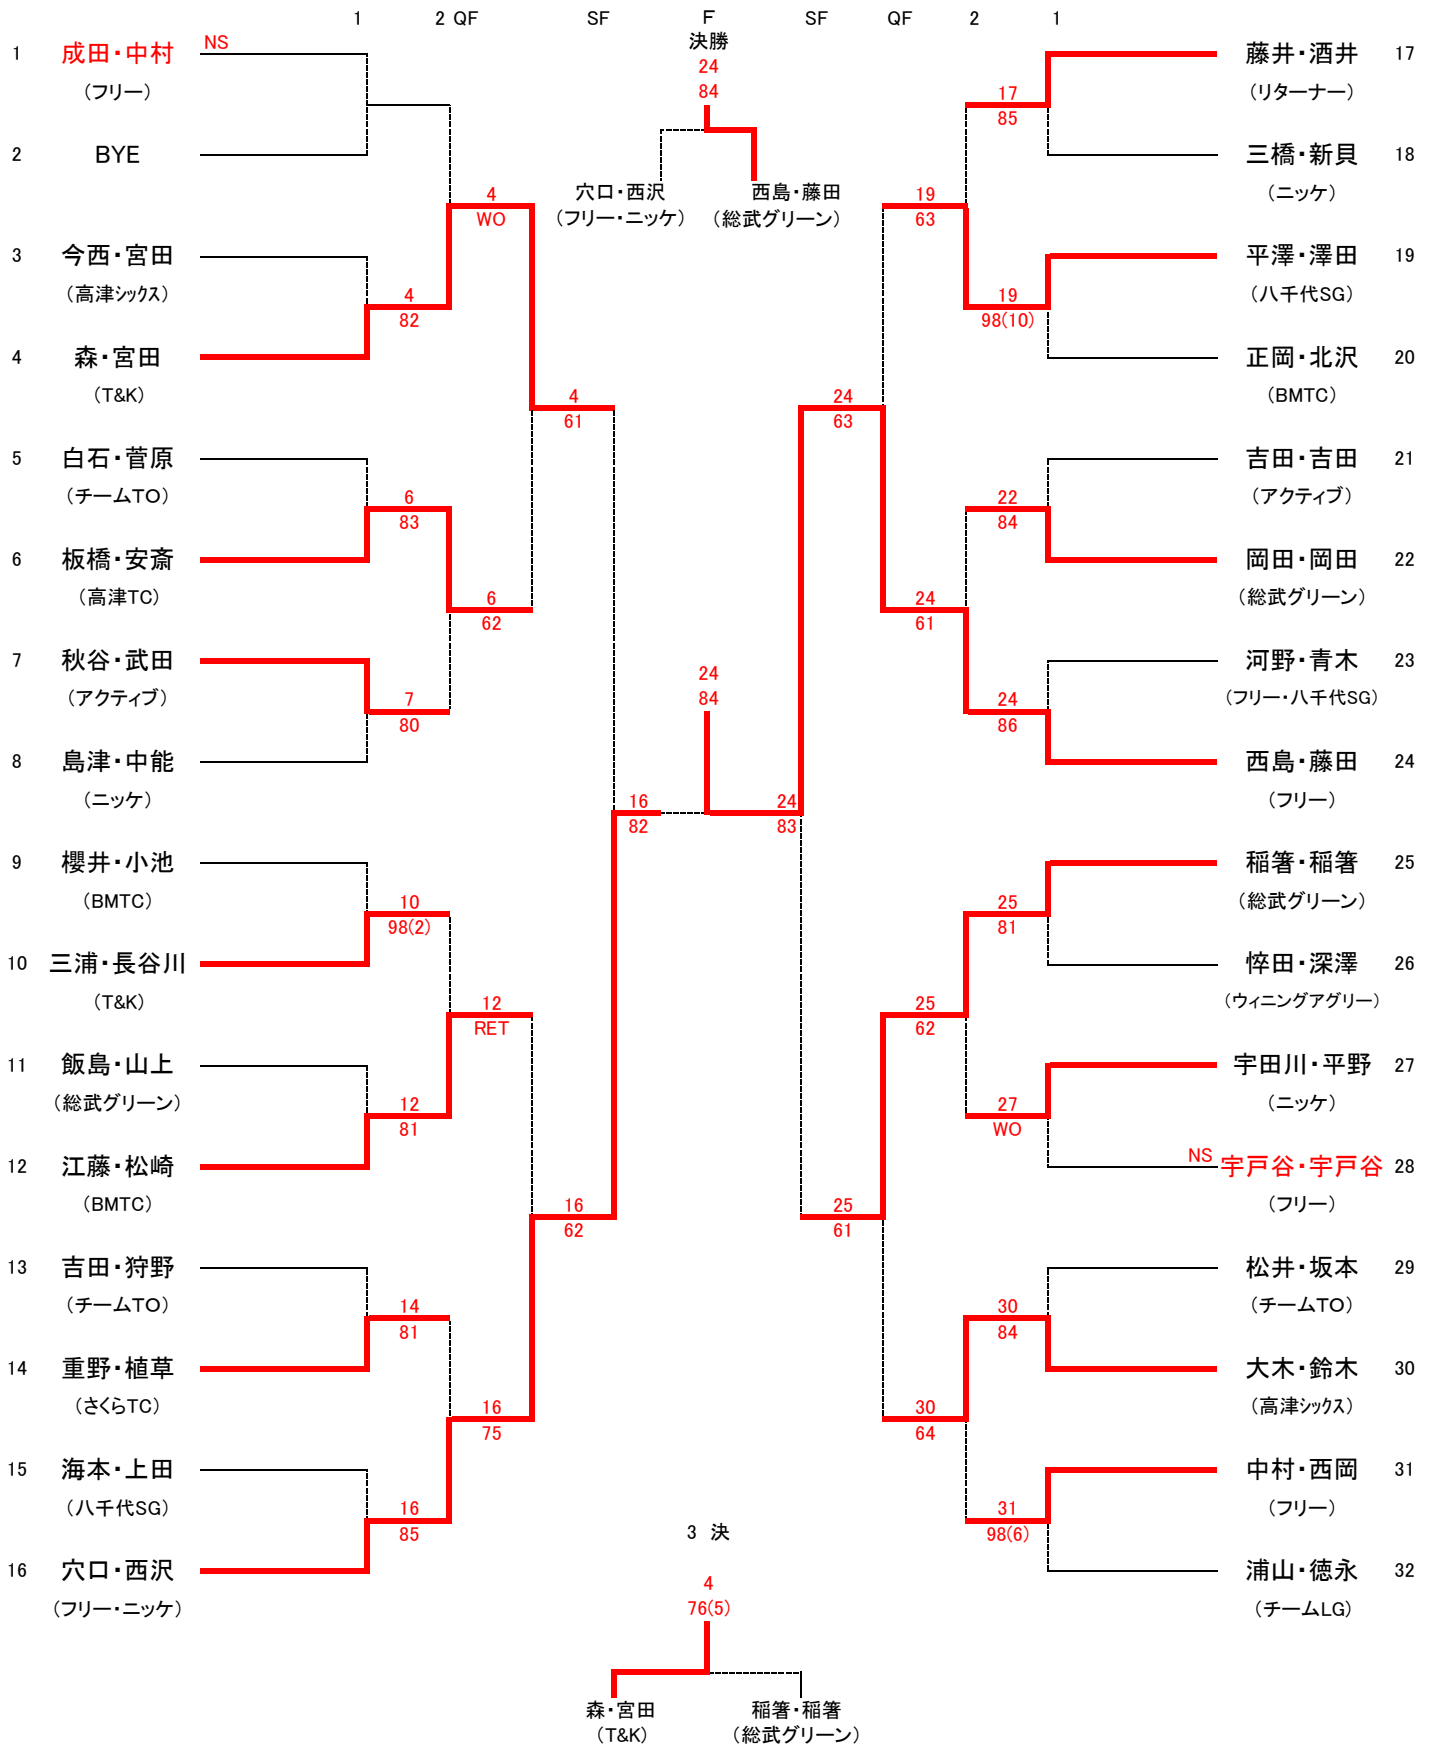 1 2 QF SF F SF QF 2 1
決勝
24
84
穴口・西沢 西島・藤田
(フリー・ニッケ) (総武グリーン)
1 成田・中村 NS
(フリー)
2 BYE
4
WO
3 今西・宮田
(高津シックス)
4
82
4 森・宮田
(T&K)
4
61
5 白石・菅原
(チームTO)
6
83
6 板橋・安斎
(高津TC)
6
62
7 秋谷・武田
(アクティブ)
7
80
8 島津・中能
(ニッケ)
16
82
9 櫻井・小池
(BMTC)
10
98(2)
10 三浦・長谷川
(T&K)
12
RET
11 飯島・山上
(総武グリーン)
12
81
12 江藤・松崎
(BMTC)
16
62
13 吉田・狩野
(チームTO)
14
81
14 重野・植草
(さくらTC)
16
75
15 海本・上田
(八千代SG)
16
85
16 穴口・西沢
(フリー・ニッケ)
24
84
藤井・酒井 17
(リターナー)
17
85
三橋・新貝 18
(ニッケ)
19
63
平澤・澤田 19
(八千代SG)
19
98(10)
正岡・北沢 20
(BMTC)
24
63
吉田・吉田 21
(アクティブ)
22
84
岡田・岡田 22
(総武グリーン)
24
61
河野・青木 23
(フリー・八千代SG)
24
86
西島・藤田 24
(フリー)
24
83
稲箸・稲箸 25
(総武グリーン)
25
81
悴田・深澤 26
(ウィニングアグリー)
25
62
宇田川・平野 27
(ニッケ)
27
WO
NS 宇戸谷・宇戸谷 28
(フリー)
25
61
松井・坂本 29
(チームTO)
30
84
大木・鈴木 30
(高津シックス)
30
64
中村・西岡 31
(フリー)
31
98(6)
浦山・徳永 32
(チームLG)
3 決
4
76(5)
森・宮田 稲箸・稲箸
(T&K) (総武グリーン)